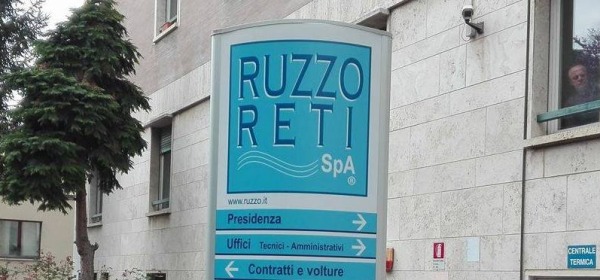 RUZZO
RETI
SpA
®
www.ruzzo.it
Presidenza
Uffici Tecnici - Amministrativi
Contratti e volture
CENTRALE
TERMICA